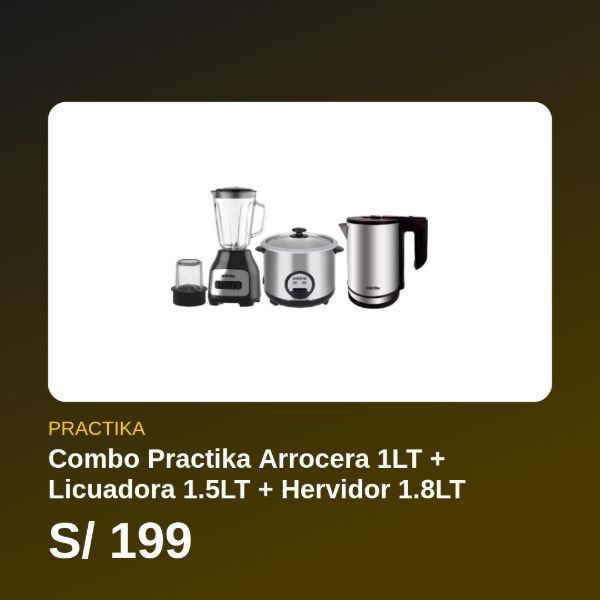 PRACTIKA
Combo Practika Arrocera 1LT +
Licuadora 1.5LT + Hervidor 1.8LT
S/ 199